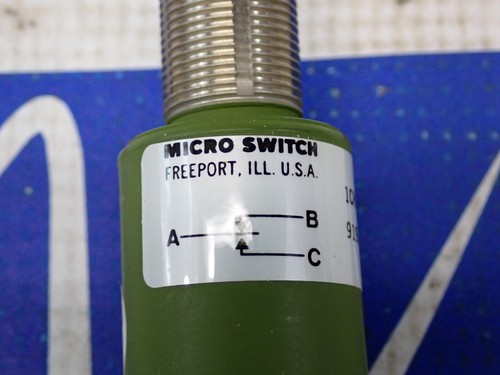 MICRO SWITCH
FREEPORT, ILL. U.S.A.
B
A
C